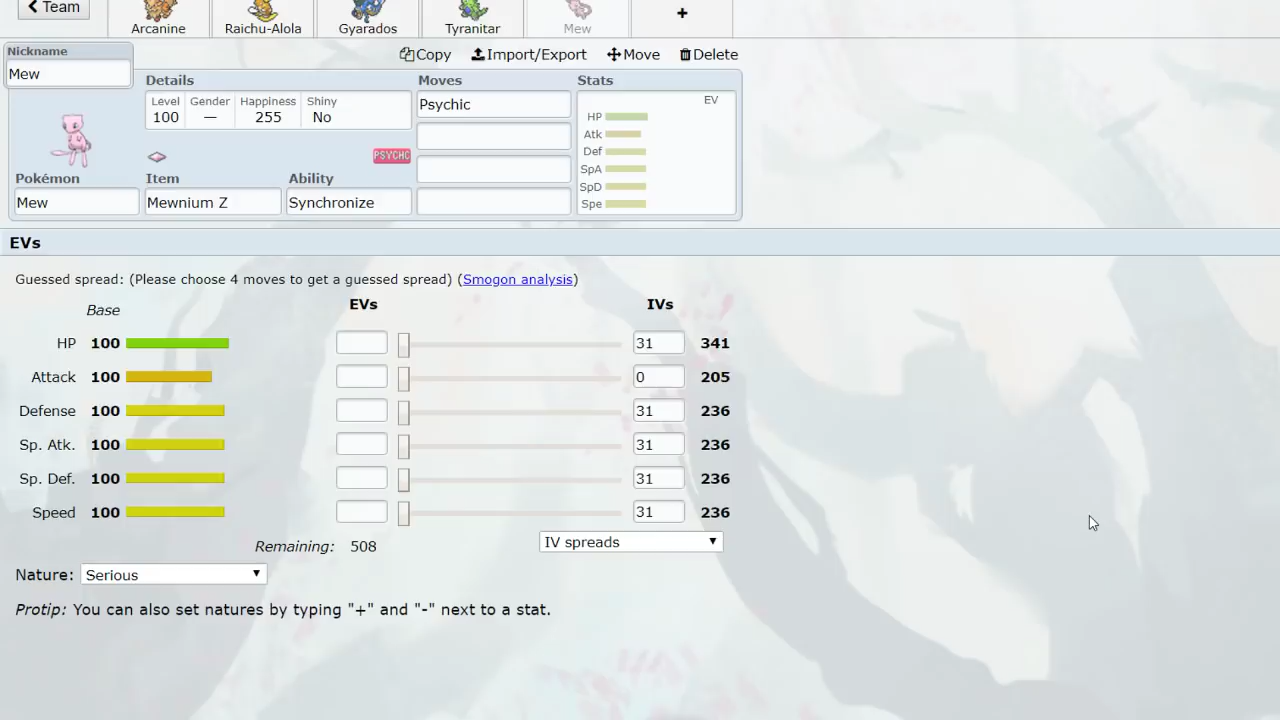 Team
Arcanine
Raichu-Alola
Gyarados
Tyranitar
Mew
+
Copy
Import/Export
Move
Delete
Nickname
Mew
Details
Level
100
Gender
—
Happiness
255
Shiny
No
PSYCHC
Pokémon
Mew
Item
Mewnium Z
Ability
Synchronize
Moves
Psychic
Stats
EV
HP
Atk
Def
SpA
SpD
Spe
EVs
Guessed spread: (Please choose 4 moves to get a guessed spread) (Smogon analysis)
Base EVs IVs
HP 100 31 341
Attack 100 0 205
Defense 100 31 236
Sp. Atk. 100 31 236
Sp. Def. 100 31 236
Speed 100 31 236
Remaining: 508 IV spreads
Nature: Serious
Protip: You can also set natures by typing "+" and "-" next to a stat.